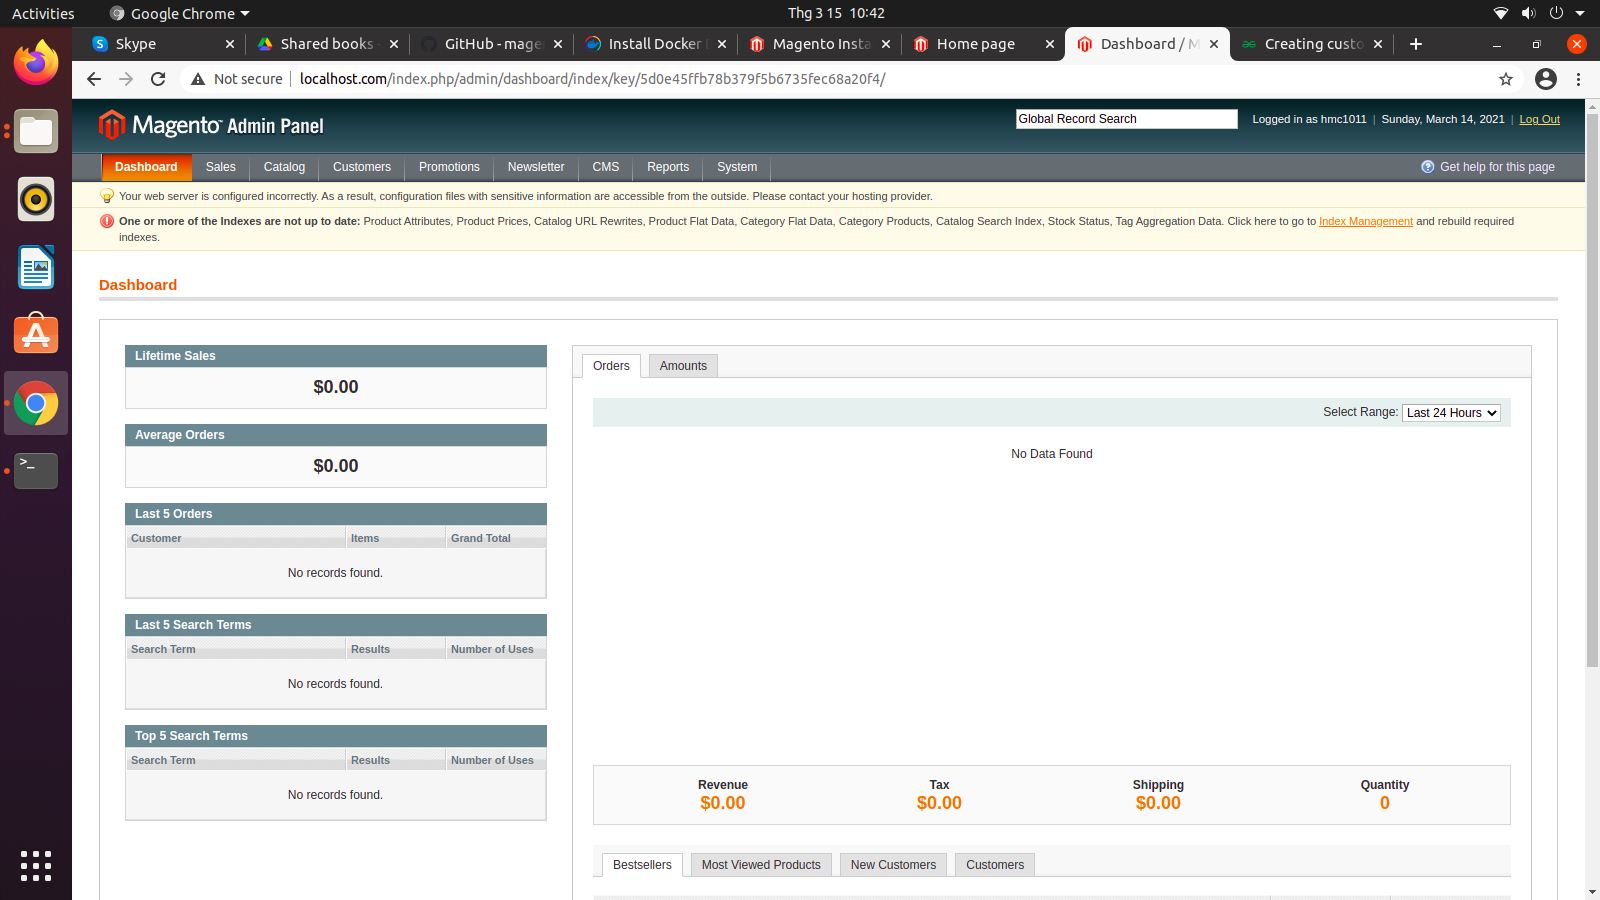 Activities
Google Chrome
Thg 3 15 10:42
Skype
Shared books
GitHub - mage
Install Docker
Magento Insta
Home page
Dashboard / M
Creating custo
Not secure
localhost.com/index.php/admin/dashboard/index/key/5d0e45ffb78b379f5b6735fec68a20f4/
Magento™ Admin Panel
Global Record Search
Logged in as hmc1011 | Sunday, March 14, 2021 | Log Out
Dashboard
Sales
Catalog
Customers
Promotions
Newsletter
CMS
Reports
System
Get help for this page
Your web server is configured incorrectly. As a result, configuration files with sensitive information are accessible from the outside. Please contact your hosting provider.
One or more of the Indexes are not up to date: Product Attributes, Product Prices, Catalog URL Rewrites, Product Flat Data, Category Flat Data, Category Products, Catalog Search Index, Stock Status, Tag Aggregation Data. Click here to go to Index Management and rebuild required
indexes.
Dashboard
Lifetime Sales
$0.00
Average Orders
$0.00
Last 5 Orders
Customer Items Grand Total
No records found.
Last 5 Search Terms
Search Term Results Number of Uses
No records found.
Top 5 Search Terms
Search Term Results Number of Uses
No records found.
Orders
Amounts
Select Range: Last 24 Hours
No Data Found
Revenue Tax Shipping Quantity
$0.00 $0.00 $0.00 0
Bestsellers
Most Viewed Products
New Customers
Customers